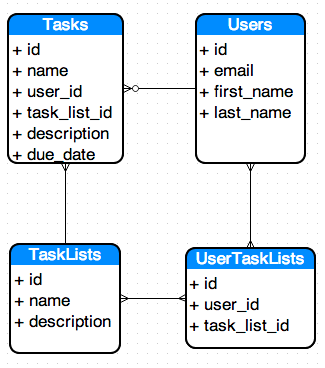 Tasks
+ id
+ name
+ user_id
+ task_list_id
+ description
+ due_date
Users
+ id
+ email
+ first_name
+ last_name
TaskLists
+ id
+ name
+ description
UserTaskLists
+ id
+ user_id
+ task_list_id